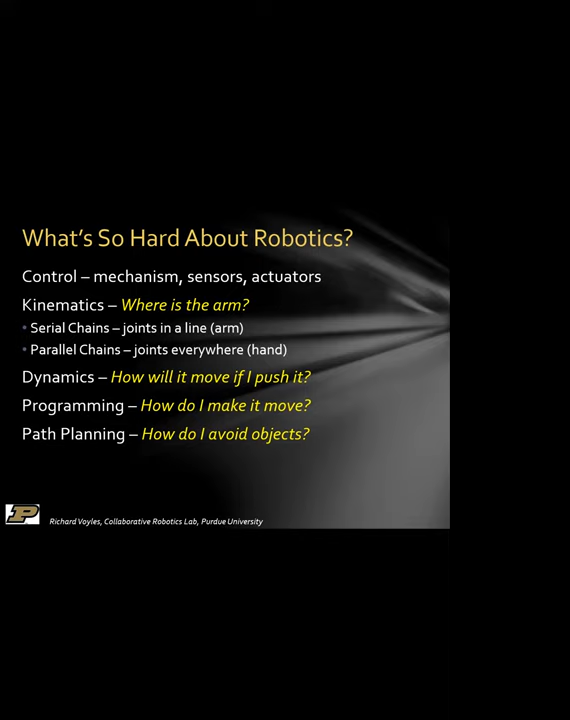 What's So Hard About Robotics?
Control – mechanism, sensors, actuators
Kinematics – Where is the arm?
• Serial Chains – joints in a line (arm)
• Parallel Chains – joints everywhere (hand)
Dynamics – How will it move if I push it?
Programming – How do I make it move?
Path Planning – How do I avoid objects?
P
Richard Voyles, Collaborative Robotics Lab, Purdue University